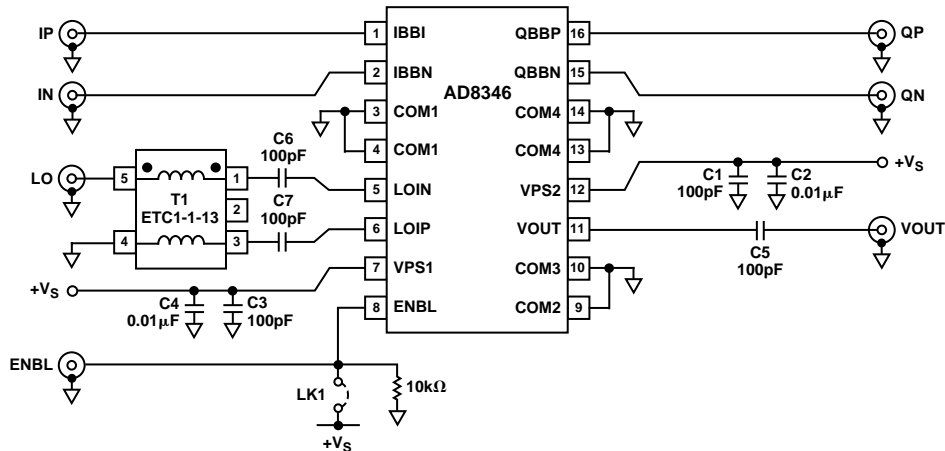 IP
1
IBBI
QBBP
16
QP
IN
2
IBBN
QBBN
15
QN
AD8346
3
COM1
COM4
14
4
COM1
COM4
13
C6
100pF
LO
5
1
5
LOIN
VPS2
12
C1
100pF
C2
0.01μF
+VS
T1
ETC1-1-13
2
C7
100pF
4
3
6
LOIP
VOUT
11
C5
100pF
VOUT
+VS
7
VPS1
COM3
10
C4
0.01μF
C3
100pF
8
ENBL
COM2
9
ENBL
LK1
10kΩ
+VS